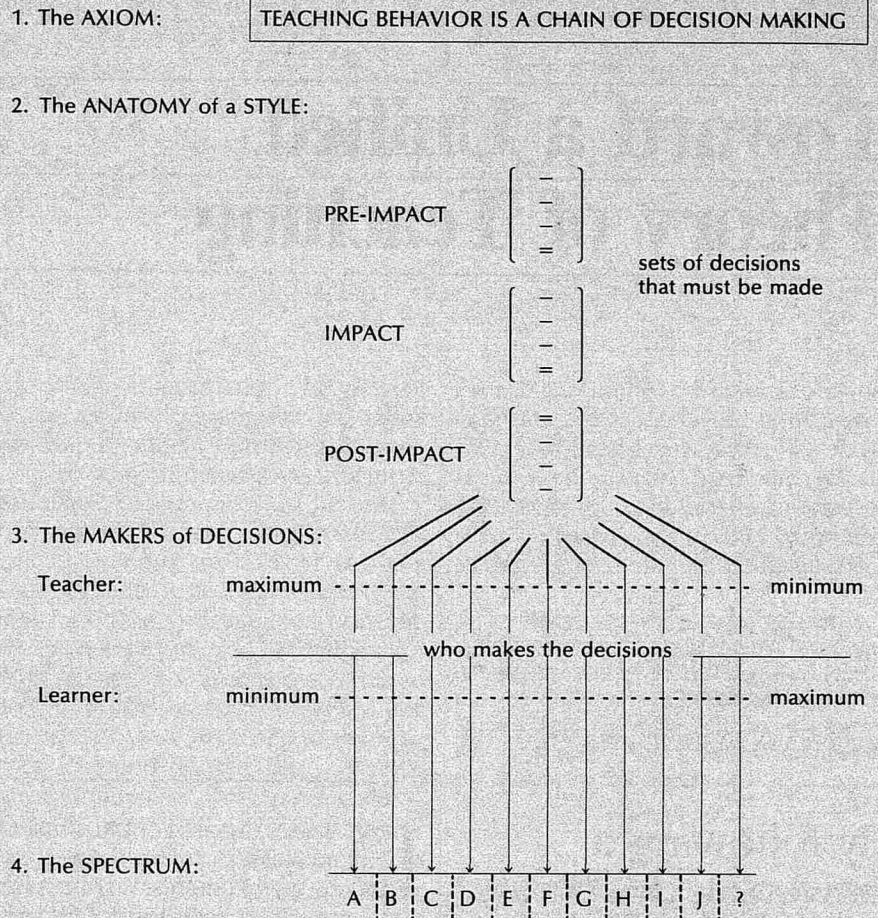 1. The AXIOM: TEACHING BEHAVIOR IS A CHAIN OF DECISION MAKING
2. The ANATOMY of a STYLE:
PRE-IMPACT
sets of decisions
that must be made
IMPACT
POST-IMPACT
3. The MAKERS of DECISIONS:
Teacher: maximum minimum
who makes the decisions
Learner: minimum maximum
4. The SPECTRUM:
A B C D E F G H I J ?